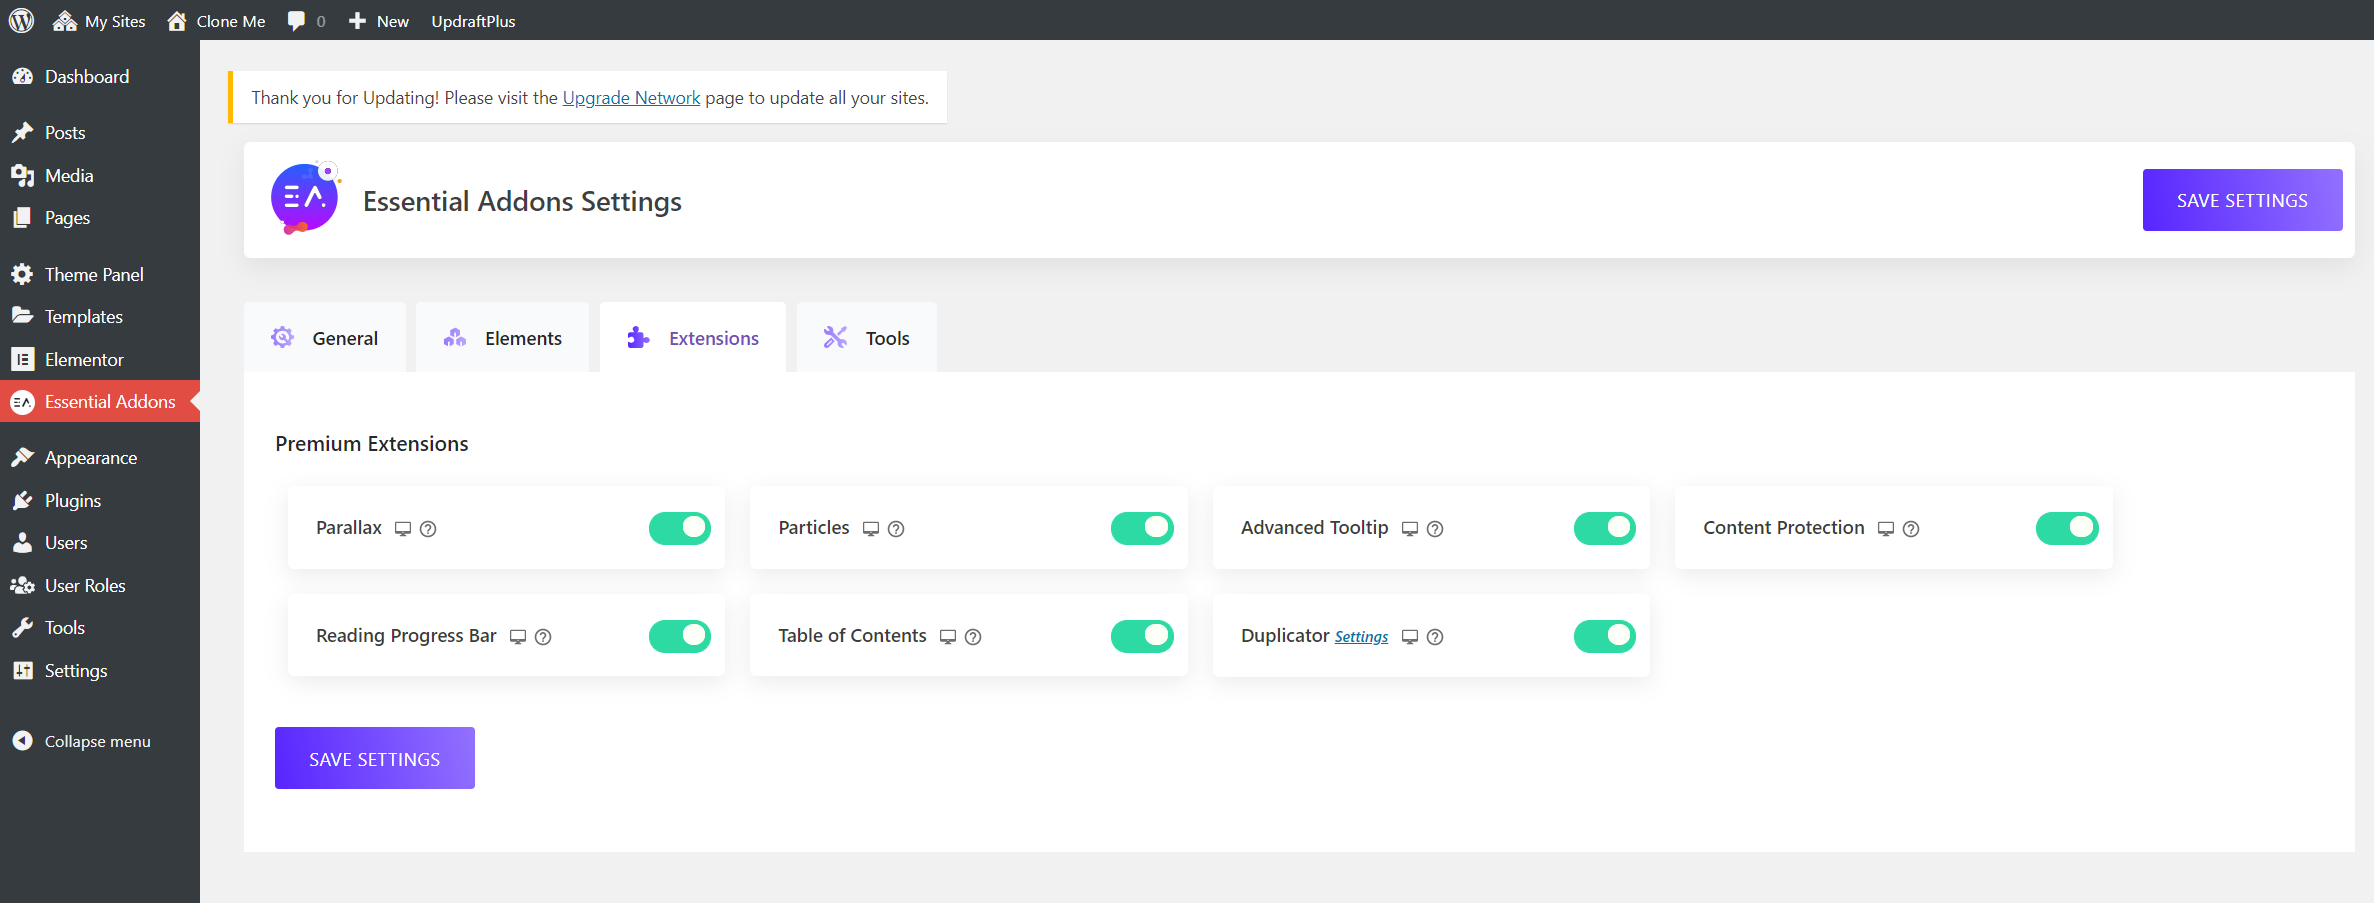 My Sites Clone Me 0 New UpdraftPlus
Dashboard
Posts
Media
Pages
Theme Panel
Templates
Elementor
Essential Addons
Appearance
Plugins
Users
User Roles
Tools
Settings
Collapse menu
Thank you for Updating! Please visit the Upgrade Network page to update all your sites.
EA
Essential Addons Settings
SAVE SETTINGS
General Elements Extensions Tools
Premium Extensions
Parallax Particles Advanced Tooltip Content Protection
Reading Progress Bar Table of Contents Duplicator Settings
SAVE SETTINGS